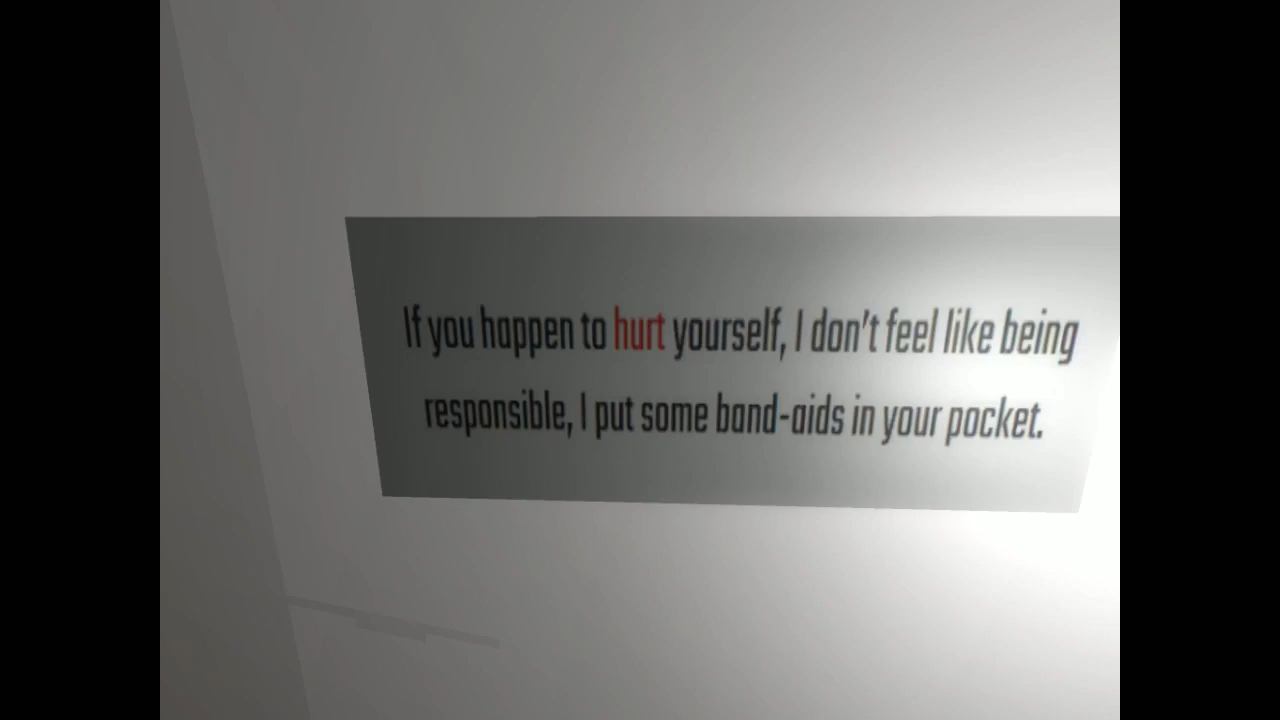 If you happen to hurt yourself, I don't feel like being
responsible, I put some band-aids in your pocket.